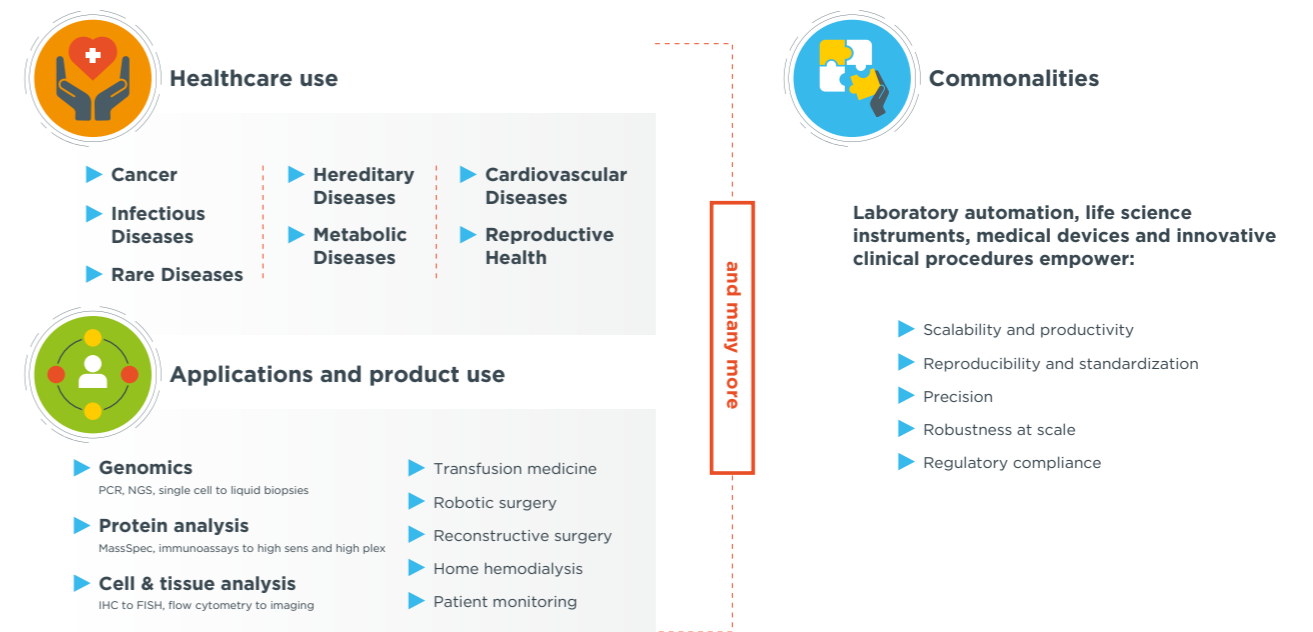 Healthcare use
Cancer
Infectious
Diseases
Rare Diseases
Hereditary
Diseases
Metabolic
Diseases
Cardiovascular
Diseases
Reproductive
Health
Applications and product use
Genomics
PCR, NGS, single cell to liquid biopsies
Protein analysis
MassSpec, immunoassays to high sens and high plex
Cell & tissue analysis
IHC to FISH, flow cytometry to imaging
Transfusion medicine
Robotic surgery
Reconstructive surgery
Home hemodialysis
Patient monitoring
and many more
Commonalities
Laboratory automation, life science
instruments, medical devices and innovative
clinical procedures empower:
Scalability and productivity
Reproducibility and standardization
Precision
Robustness at scale
Regulatory compliance